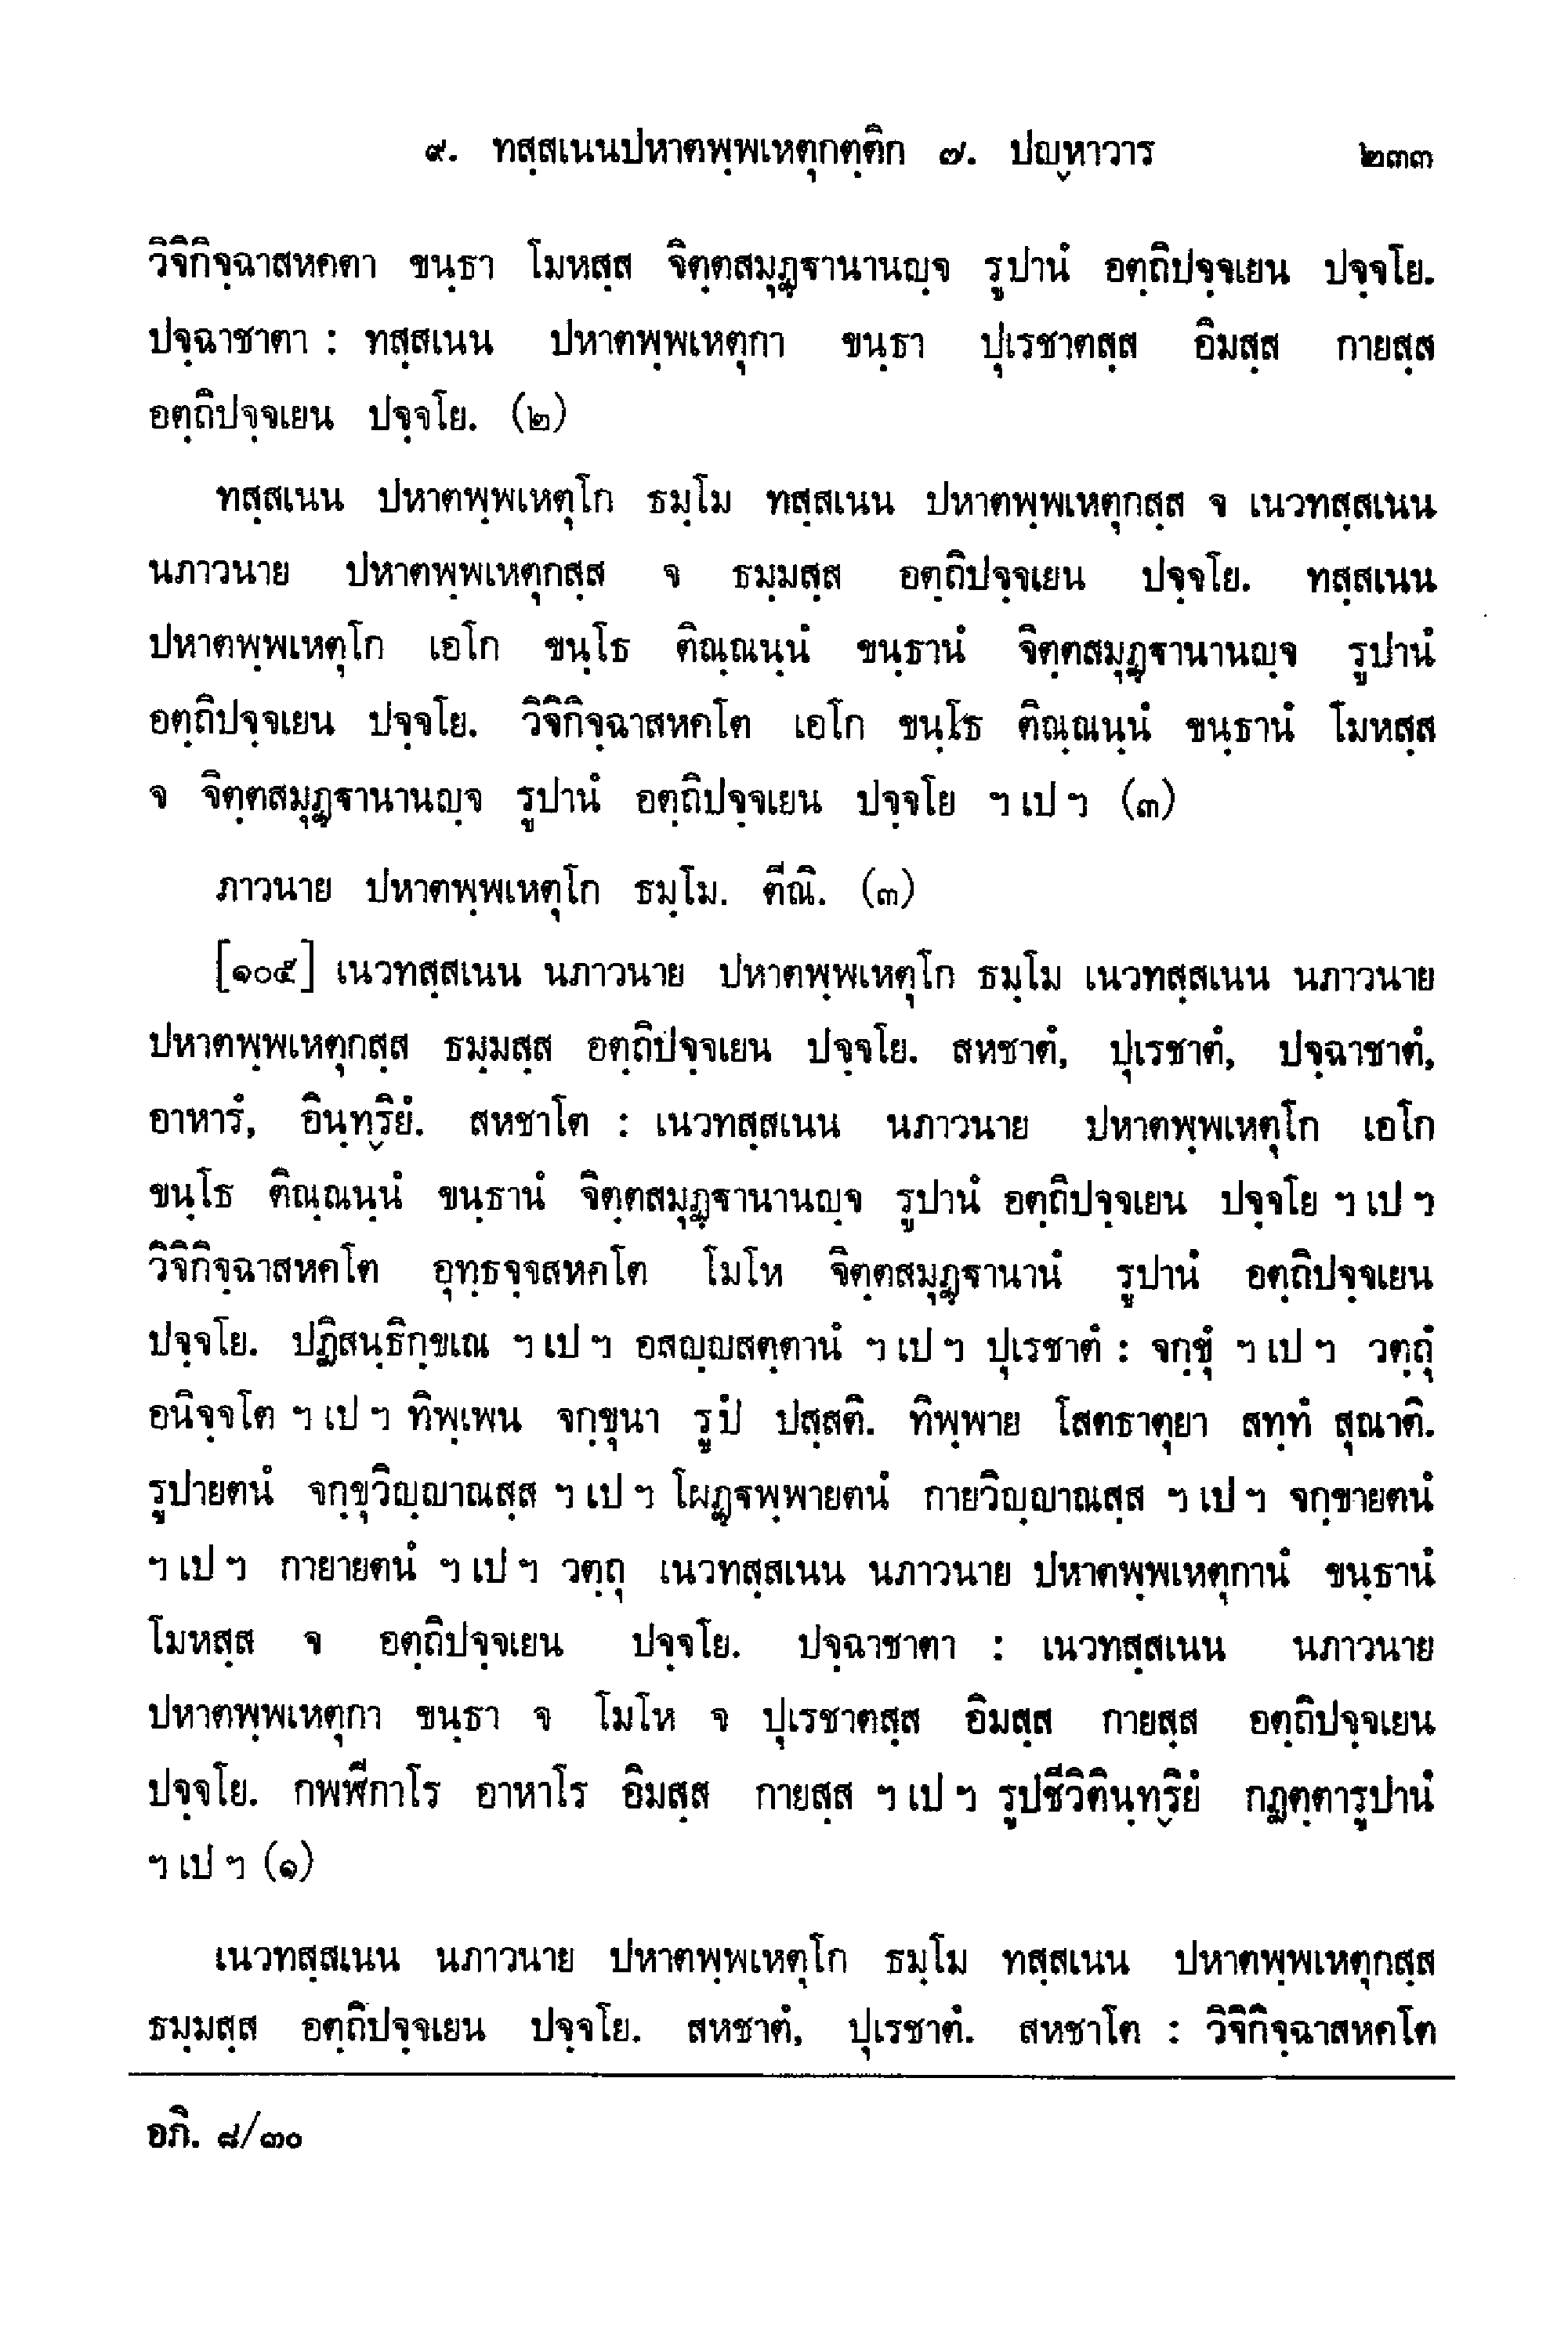 ๙. ทสฺสเนนปหาตพฺพเหตุกตฺติก ๗. ปญฺหาวาร ๒๓๓
วิจิกิจฺฉาสหคตา ขนฺธา โมหสฺส จิตฺตสมุฏฺฐานานญฺจ รูปานํ อตฺถิปจฺจเยน ปจฺจโย.
ปจฺฉาชาตา : ทสฺสเนน ปหาตพฺพเหตุกา ขนฺธา ปุเรชาตสฺส อิมสฺส กายสฺส
อตฺถิปจฺจเยน ปจฺจโย. (๒)
ทสฺสเนน ปหาตพฺพเหตุโก ธมฺโม ทสฺสเนน ปหาตพฺพเหตุกสฺส จ เนวทสฺสเนน
นภาวนาย ปหาตพฺพเหตุกสฺส จ ธมฺมสฺส อตฺถิปจฺจเยน ปจฺจโย. ทสฺสเนน
ปหาตพฺพเหตุโก เอโก ขนฺโธ ติณฺณนฺนํ ขนฺธานํ จิตฺตสมุฏฺฐานานญฺจ รูปานํ
อตฺถิปจฺจเยน ปจฺจโย. วิจิกิจฺฉาสหคโต เอโก ขนฺโธ ติณฺณนฺนํ ขนฺธานํ โมหสฺส
จ จิตฺตสมุฏฺฐานานญฺจ รูปานํ อตฺถิปจฺจเยน ปจฺจโย ฯ เป ฯ (๓)
ภาวนาย ปหาตพฺพเหตุโก ธมฺโม. ตีณิ. (๓)
[๑๐๕] เนวทสฺสเนน นภาวนาย ปหาตพฺพเหตุโก ธมฺโม เนวทสฺสเนน นภาวนาย
ปหาตพฺพเหตุกสฺส ธมฺมสฺส อตฺถิปจฺจเยน ปจฺจโย. สหชาตํ, ปุเรชาตํ, ปจฺฉาชาตํ,
อาหารํ, อินฺทฺริยํ. สหชาโต : เนวทสฺสเนน นภาวนาย ปหาตพฺพเหตุโก เอโก
ขนฺโธ ติณฺณนฺนํ ขนฺธานํ จิตฺตสมุฏฺฐานานญฺจ รูปานํ อตฺถิปจฺจเยน ปจฺจโย ฯ เป ฯ
วิจิกิจฺฉาสหคโต อุทฺธจฺจสหคโต โมโห จิตฺตสมุฏฺฐานานํ รูปานํ อตฺถิปจฺจเยน
ปจฺจโย. ปฏิสนฺธิกฺขเณ ฯ เป ฯ อสญฺญสตฺตานํ ฯ เป ฯ ปุเรชาตํ : จกฺขุํ ฯ เป ฯ วตฺถุํ
อนิจฺจโต ฯ เป ฯ ทิพฺเพน จกฺขุนา รูปํ ปสฺสติ. ทิพฺพาย โสตธาตุยา สทฺทํ สุณาติ.
รูปายตนํ จกฺขุวิญฺญาณสฺส ฯ เป ฯ โผฏฺฐพฺพายตนํ กายวิญฺญาณสฺส ฯ เป ฯ จกฺขายตนํ
ฯ เป ฯ กายายตนํ ฯ เป ฯ วตฺถุ เนวทสฺสเนน นภาวนาย ปหาตพฺพเหตุกานํ ขนฺธานํ
โมหสฺส จ อตฺถิปจฺจเยน ปจฺจโย. ปจฺฉาชาตา : เนวทสฺสเนน นภาวนาย
ปหาตพฺพเหตุกา ขนฺธา จ โมโห จ ปุเรชาตสฺส อิมสฺส กายสฺส อตฺถิปจฺจเยน
ปจฺจโย. กพฬีกาโร อาหาโร อิมสฺส กายสฺส ฯ เป ฯ รูปชีวิตินฺทฺริยํ กฏตฺตารูปานํ
ฯ เป ฯ (๑)
เนวทสฺสเนน นภาวนาย ปหาตพฺพเหตุโก ธมฺโม ทสฺสเนน ปหาตพฺพเหตุกสฺส
ธมฺมสฺส อตฺถิปจฺจเยน ปจฺจโย. สหชาตํ, ปุเรชาตํ. สหชาโต : วิจิกิจฺฉาสหคโต
อภิ. ๘/๓๐